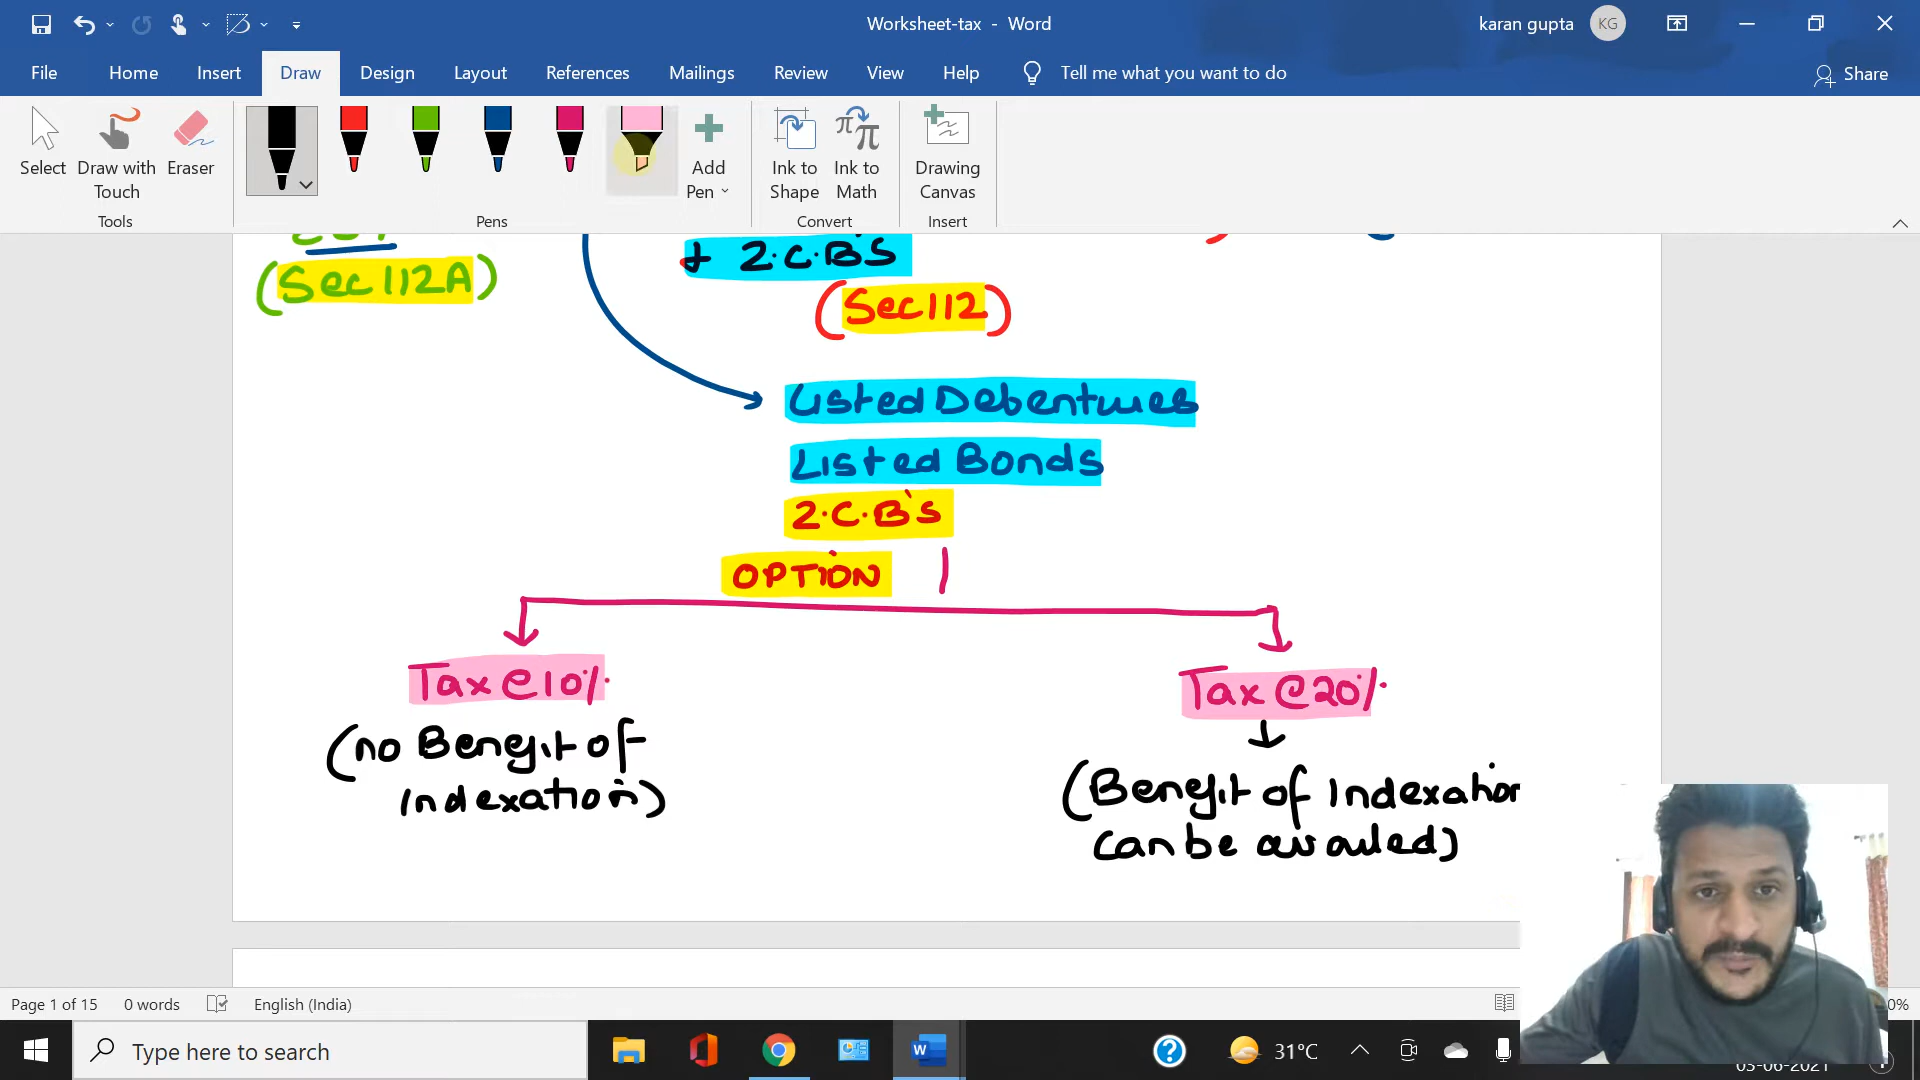 Worksheet-tax - Word
karan gupta
KG
File
Home
Insert
Draw
Design
Layout
References
Mailings
Review
View
Help
Tell me what you want to do
Share
Select
Draw with Touch
Eraser
Add Pen
Ink to Shape
Ink to Math
Drawing Canvas
Tools
Pens
Convert
Insert
+ Z.C.B'S
(Sec 112A)
(Sec 112)
Listed Debentures
Listed Bonds
Z.C.B's
OPTION
Tax @ 10%
Tax @ 20%
(no Benefit of
Indexation)
(Benefit of Indexation
can be availed)
Page 1 of 15
0 words
English (India)
0%
Type here to search
31°C
03-06-2021